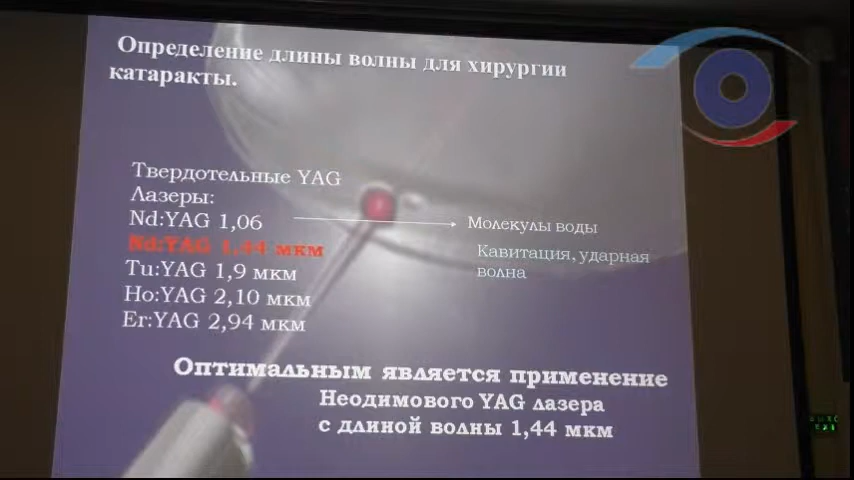 Определение длины волны для хирургии
катаракты.
Твердотельные YAG
Лазеры:
Nd:YAG 1,06
Молекулы воды
Nd:YAG 1,44 мкм
Кавитация, ударная
волна
Tu:YAG 1,9 мкм
Ho:YAG 2,10 мкм
Er:YAG 2,94 мкм
Оптимальным является применение
Неодимового YAG лазера
с длиной волны 1,44 мкм